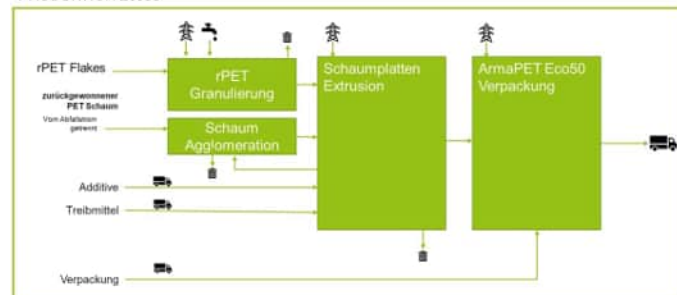 rPET Flakes
rPET
Granulierung
zurückgewonnener
PET Schaum
Vom Abfallstrom
getrennt
Schaum
Agglomeration
Schaumplatten
Extrusion
ArmaPET Eco50
Verpackung
Additive
Treibmittel
Verpackung